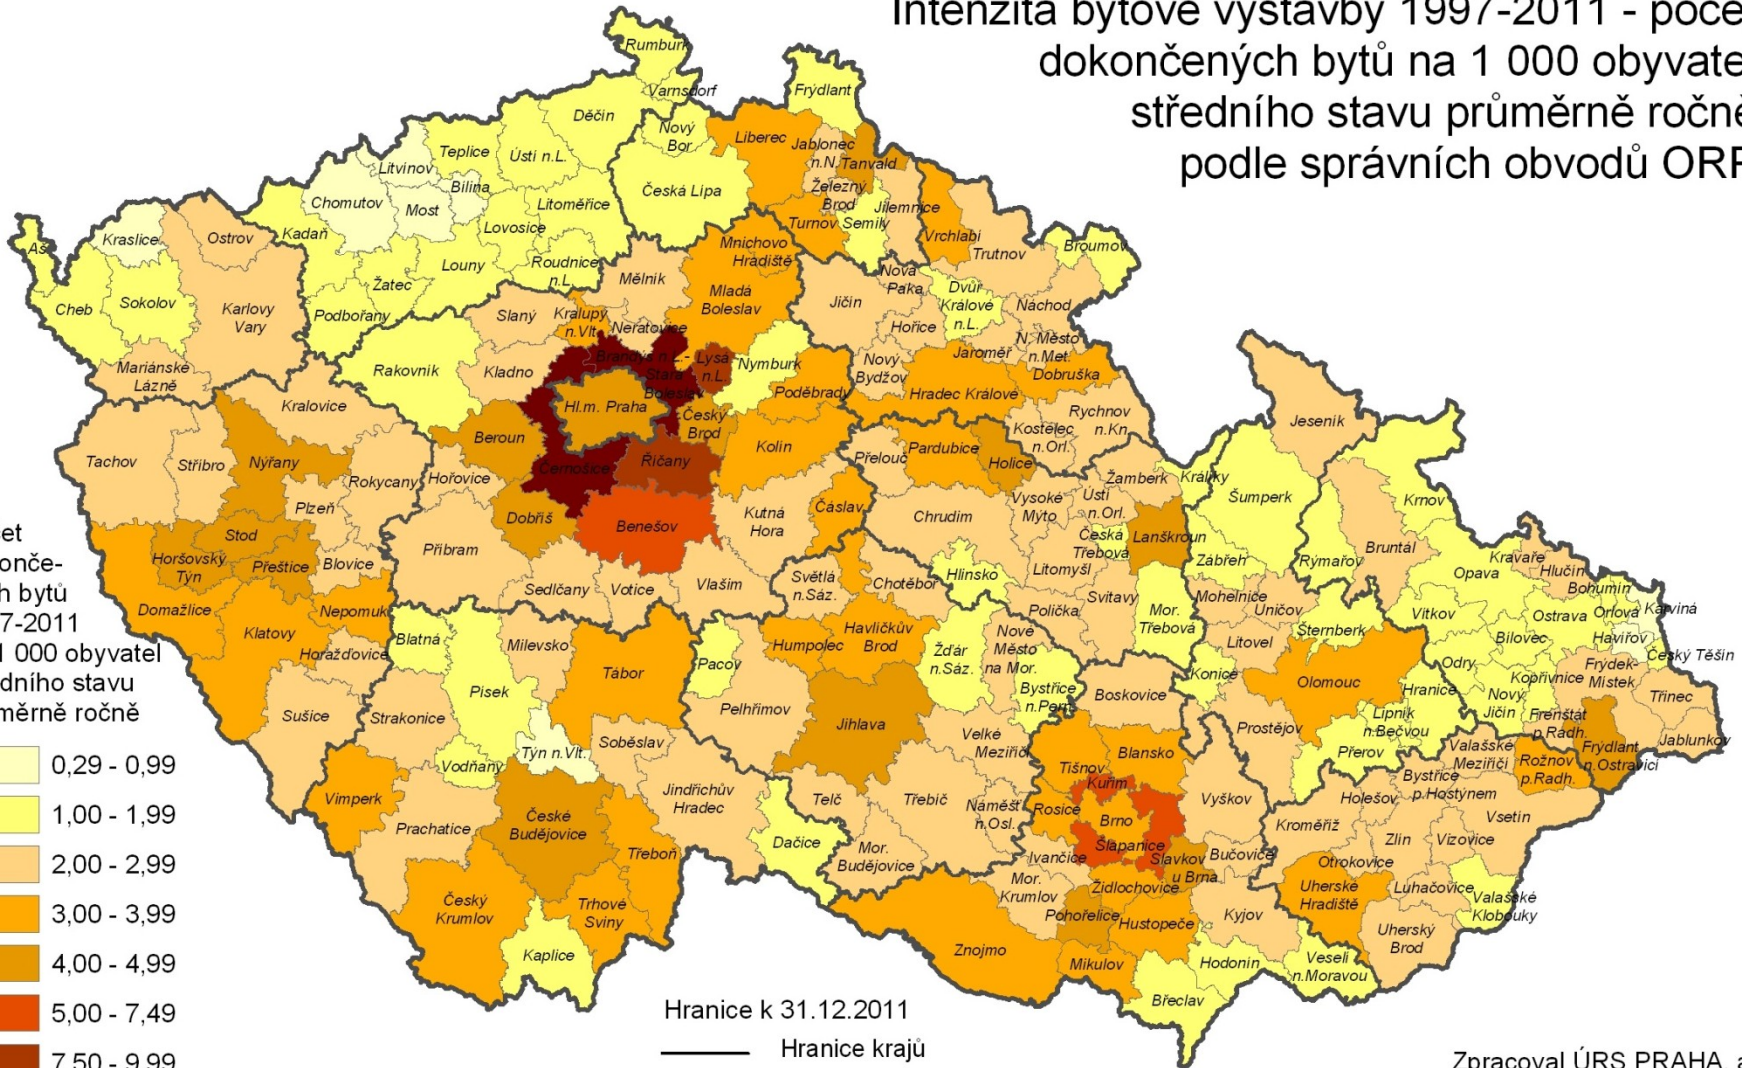 Intenzita bytové výstavby 1997-2011 - poče
dokončených bytů na 1 000 obyvate
středního stavu průměrně ročně
podle správních obvodů ORP
Rumburk
Varnsdorf
Frýdlant
Děčín
Nový
Bor
Liberec
Jablonec
n.N.
Tanvald
Teplice
Ústí n.L.
Litvínov
Bílina
Česká Lípa
Železný
Brod
Chomutov
Most
Litoměřice
Jilemnice
Turnov
Semily
Lovosice
Kadaň
Kraslice
Ostrov
Vrchlabí
Trutnov
Broumov
Aš
Mnichovo
Hradiště
Louny
Roudnice
n.L.
Mělník
Nová
Paka
Žatec
Dvůr
Králové
n.L.
Mladá
Boleslav
Jičín
Náchod
Cheb
Sokolov
Karlovy
Vary
Podbořany
Slaný
Kralupy
n.Vlt.
Neratovice
Hořice
N. Město
n.Met.
Jaroměř
Mariánské
Lázně
Rakovník
Kladno
Brandýs n.L.-
Stará
Boleslav
Lysá
n.L.
Nymburk
Nový
Bydžov
Dobruška
Poděbrady
Hradec Králové
Kralovice
Hl.m. Praha
Český
Brod
Rychnov
n.Kn.
Jeseník
Beroun
Kostelec
n.Orl.
Kolín
Pardubice
Přelouč
Holice
Tachov
Stříbro
Nýřany
Rokycany
Hořovice
Černošice
Říčany
Žamberk
Králíky
Šumperk
Krnov
Plzeň
Dobříš
Benešov
Kutná
Hora
Čáslav
Chrudim
Vysoké
Mýto
Ústí
n.Orl.
Česká
Třebová
Lanškroun
Stod
Horšovský
Týn
Přeštice
Blovice
Příbram
Zábřeh
Rýmařov
Bruntál
Kravaře
Hlučín
Opava
Bohumín
Sedlčany
Votice
Vlašim
Světlá
n.Sáz.
Chotěboř
Hlinsko
Litomyšl
Svitavy
Mohelnice
Uničov
Domažlice
Nepomuk
Polička
Mor.
Třebová
Vítkov
Ostrava
Orlová
Karviná
Klatovy
Horažďovice
Blatná
Milevsko
Humpolec
Havlíčkův
Brod
Žďár
n.Sáz.
Nové
Město
na Mor.
Litovel
Šternberk
Bílovec
Havířov
Český Těšín
Tábor
Pacov
Konice
Olomouc
Odry
Kopřivnice
Frýdek-
Místek
Třinec
Sušice
Strakonice
Písek
Pelhřimov
Jihlava
Bystřice
n.Pern.
Boskovice
Hranice
Nový
Jičín
Frenštát
p.Radh.
Prostějov
Lipník
n.Bečvou
Přerov
Jablunkov
Frýdlant
n.Ostravicí
Týn n.Vlt.
Soběslav
Velké
Meziříčí
Blansko
Valašské
Meziříčí
Rožnov
p.Radh.
Vodňany
Tišnov
Kuřim
Bystřice
p.Hostýnem
Vimperk
Jindřichův
Hradec
Telč
Třebíč
Náměšť
n.Osl.
Rosice
Brno
Vyškov
Holešov
Vsetín
Prachatice
České
Budějovice
Kroměříž
Zlín
Vizovice
Dačice
Mor.
Budějovice
Šlapanice
Ivančice
Slavkov
u Brna
Bučovice
Třeboň
Otrokovice
Mor.
Krumlov
Židlochovice
Uherské
Hradiště
Luhačovice
Valašské
Klobouky
Český
Krumlov
Trhové
Sviny
Pohořelice
Hustopeče
Kyjov
Uherský
Brod
Kaplice
Znojmo
Mikulov
Hodonín
Veselí
n.Moravou
Břeclav
et
onče-
h bytů
7-2011
1 000 obyvatel
dního stavu
měrně ročně
0,29 - 0,99
1,00 - 1,99
2,00 - 2,99
3,00 - 3,99
4,00 - 4,99
5,00 - 7,49
7,50 - 9,99
Hranice k 31.12.2011
Hranice krajů
Zpracoval ÚRS PRAHA, a